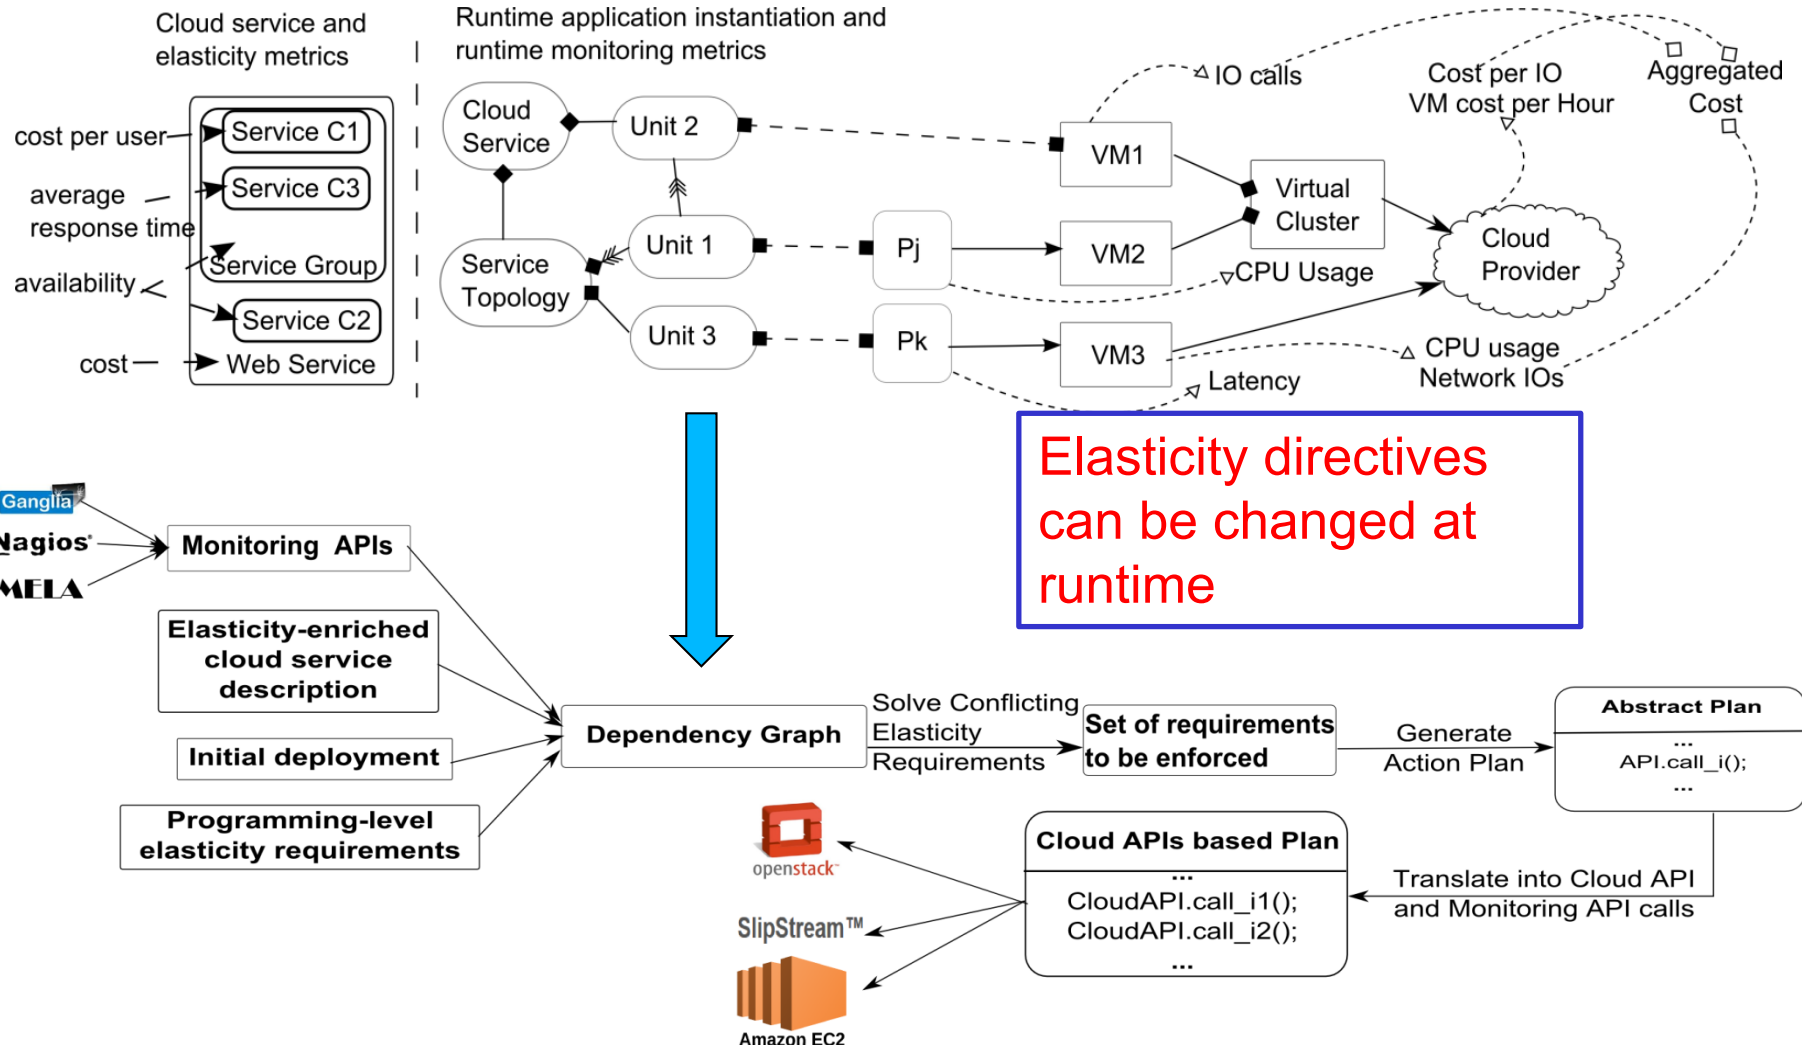 Cloud service and
elasticity metrics
Runtime application instantiation and
runtime monitoring metrics
cost per user
average
response time
availability
cost
Service C1
Service C3
Service Group
Service C2
Web Service
Cloud
Service
Unit 2
Service
Topology
Unit 1
Unit 3
Pj
Pk
VM1
VM2
VM3
IO calls
CPU Usage
Latency
Virtual
Cluster
Cost per IO
VM cost per Hour
Aggregated
Cost
Cloud
Provider
CPU usage
Network IOs
Elasticity directives
can be changed at
runtime
Ganglia
Nagios
MELA
Monitoring APIs
Elasticity-enriched
cloud service
description
Initial deployment
Programming-level
elasticity requirements
Dependency Graph
Solve Conflicting
Elasticity
Requirements
Set of requirements
to be enforced
Generate
Action Plan
Abstract Plan
...
API.call_i();
...
Translate into Cloud API
and Monitoring API calls
Cloud APIs based Plan
...
CloudAPI.call_i1();
CloudAPI.call_i2();
...
openstack™
SlipStream™
Amazon EC2